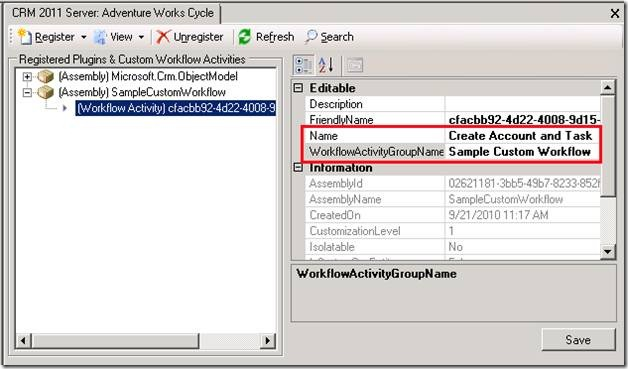 CRM 2011 Server: Adventure Works Cycle
Register View Unregister Refresh Search
Registered Plugins & Custom Workflow Activities
(Assembly) Microsoft.Crm.ObjectModel
(Assembly) SampleCustomWorkflow
(Workflow Activity) cfacbb92-4d22-4008-9
Editable
Description
FriendlyName cfacbb92-4d22-4008-9d15-
Name Create Account and Task
WorkflowActivityGroupName Sample Custom Workflow
Information
AssemblyId 02621181-3bb5-49b7-8233-852f
AssemblyName SampleCustomWorkflow
CreatedOn 9/21/2010 11:17 AM
CustomizationLevel 1
Isolatable No
WorkflowActivityGroupName
Save